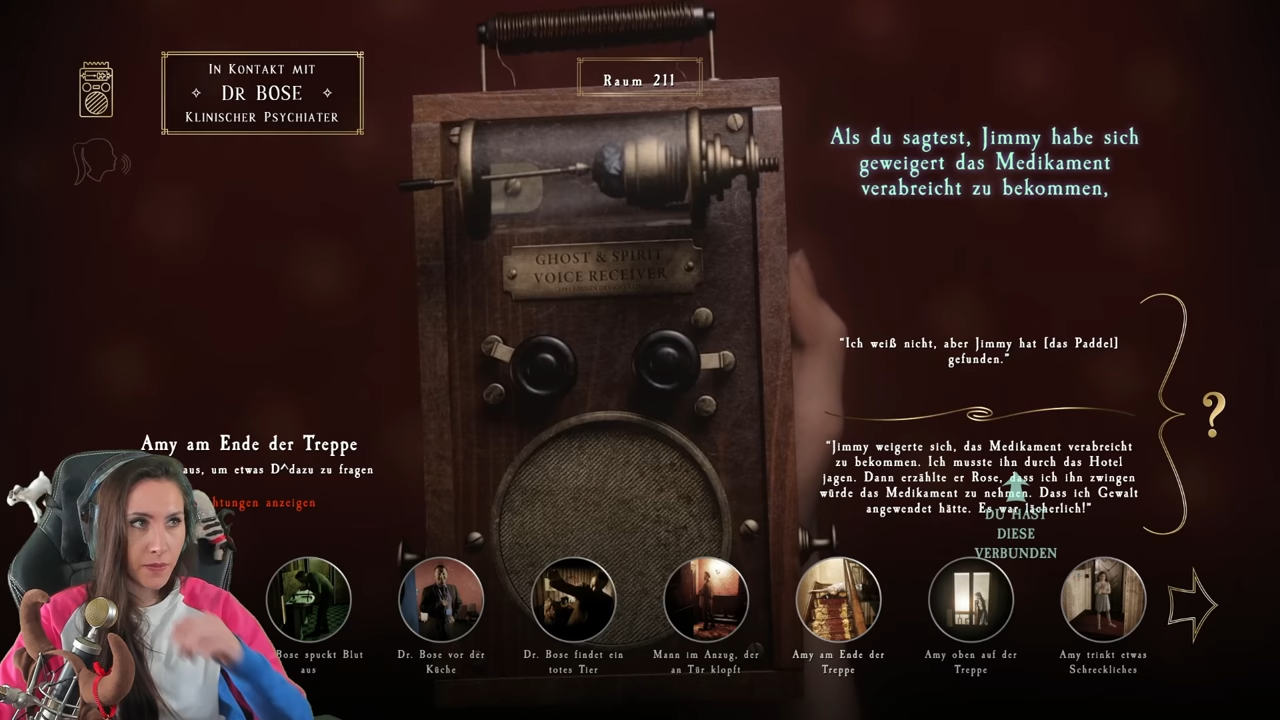 In Kontakt mit
Dr BOSE
Klinischer Psychiater
Raum 211
Als du sagtest, Jimmy habe sich
geweigert das Medikament
verabreicht zu bekommen,
GHOST & SPIRIT
VOICE RECEIVER
"Ich weiß nicht, aber Jimmy hat [das Paddel]
gefunden."
?
Amy am Ende der Treppe
aus, um etwas D^dazu zu fragen
htungen anzeigen
"Jimmy weigerte sich, das Medikament verabreicht
zu bekommen. Ich musste ihn durch das Hotel
jagen. Dann erzählte er Rose, dass ich ihn zwingen
würde das Medikament zu nehmen. Dass ich Gewalt
angewendet hätte. Es war lächerlich!"
DU HAST
DIESE
VERBUNDEN
Bose spuckt Blut
aus
Dr. Bose vor der
Küche
Dr. Bose findet ein
totes Tier
Mann im Anzug, der
an Tür klopft
Amy am Ende der
Treppe
Amy oben auf der
Treppe
Amy trinkt etwas
Schreckliches